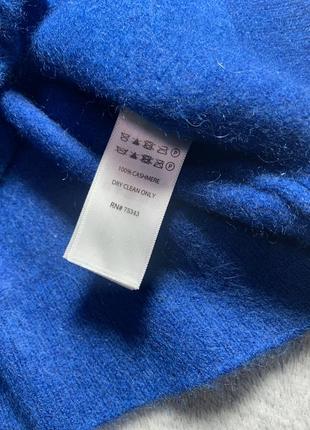 100% CASHMERE
DRY CLEAN ONLY
RN# 75343